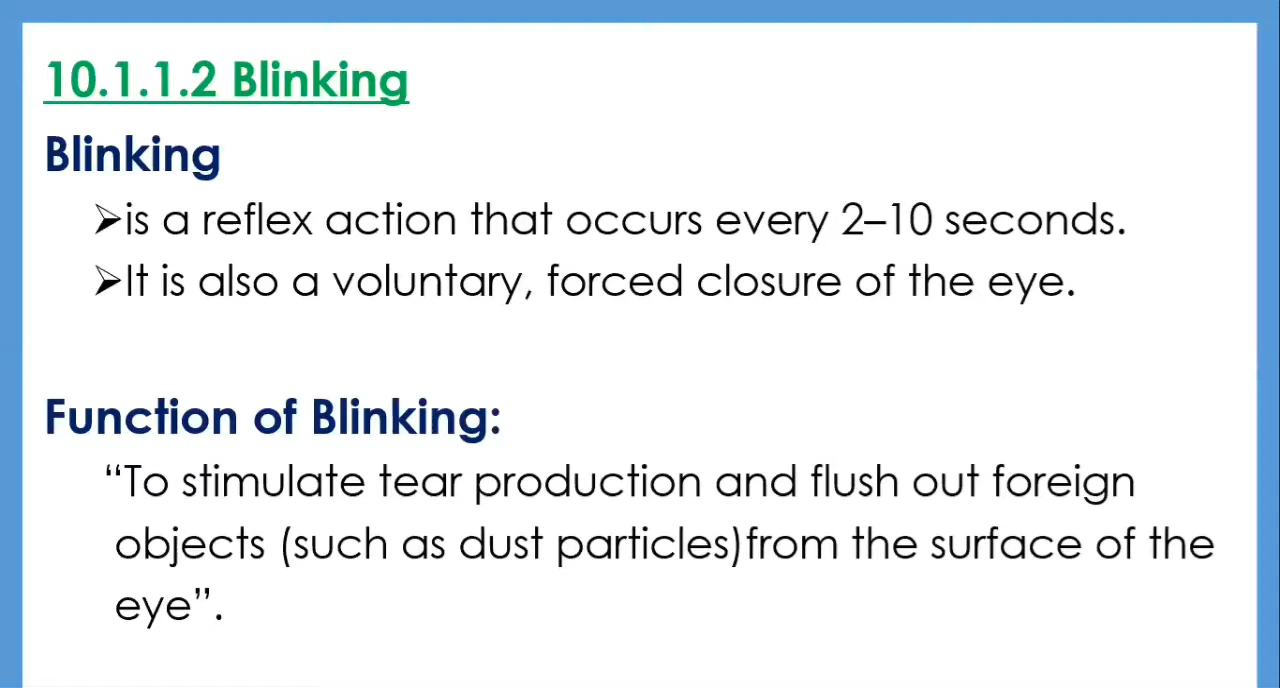 10.1.1.2 Blinking
Blinking
➢is a reflex action that occurs every 2–10 seconds.
➢It is also a voluntary, forced closure of the eye.
Function of Blinking:
“To stimulate tear production and flush out foreign
objects (such as dust particles)from the surface of the
eye”.